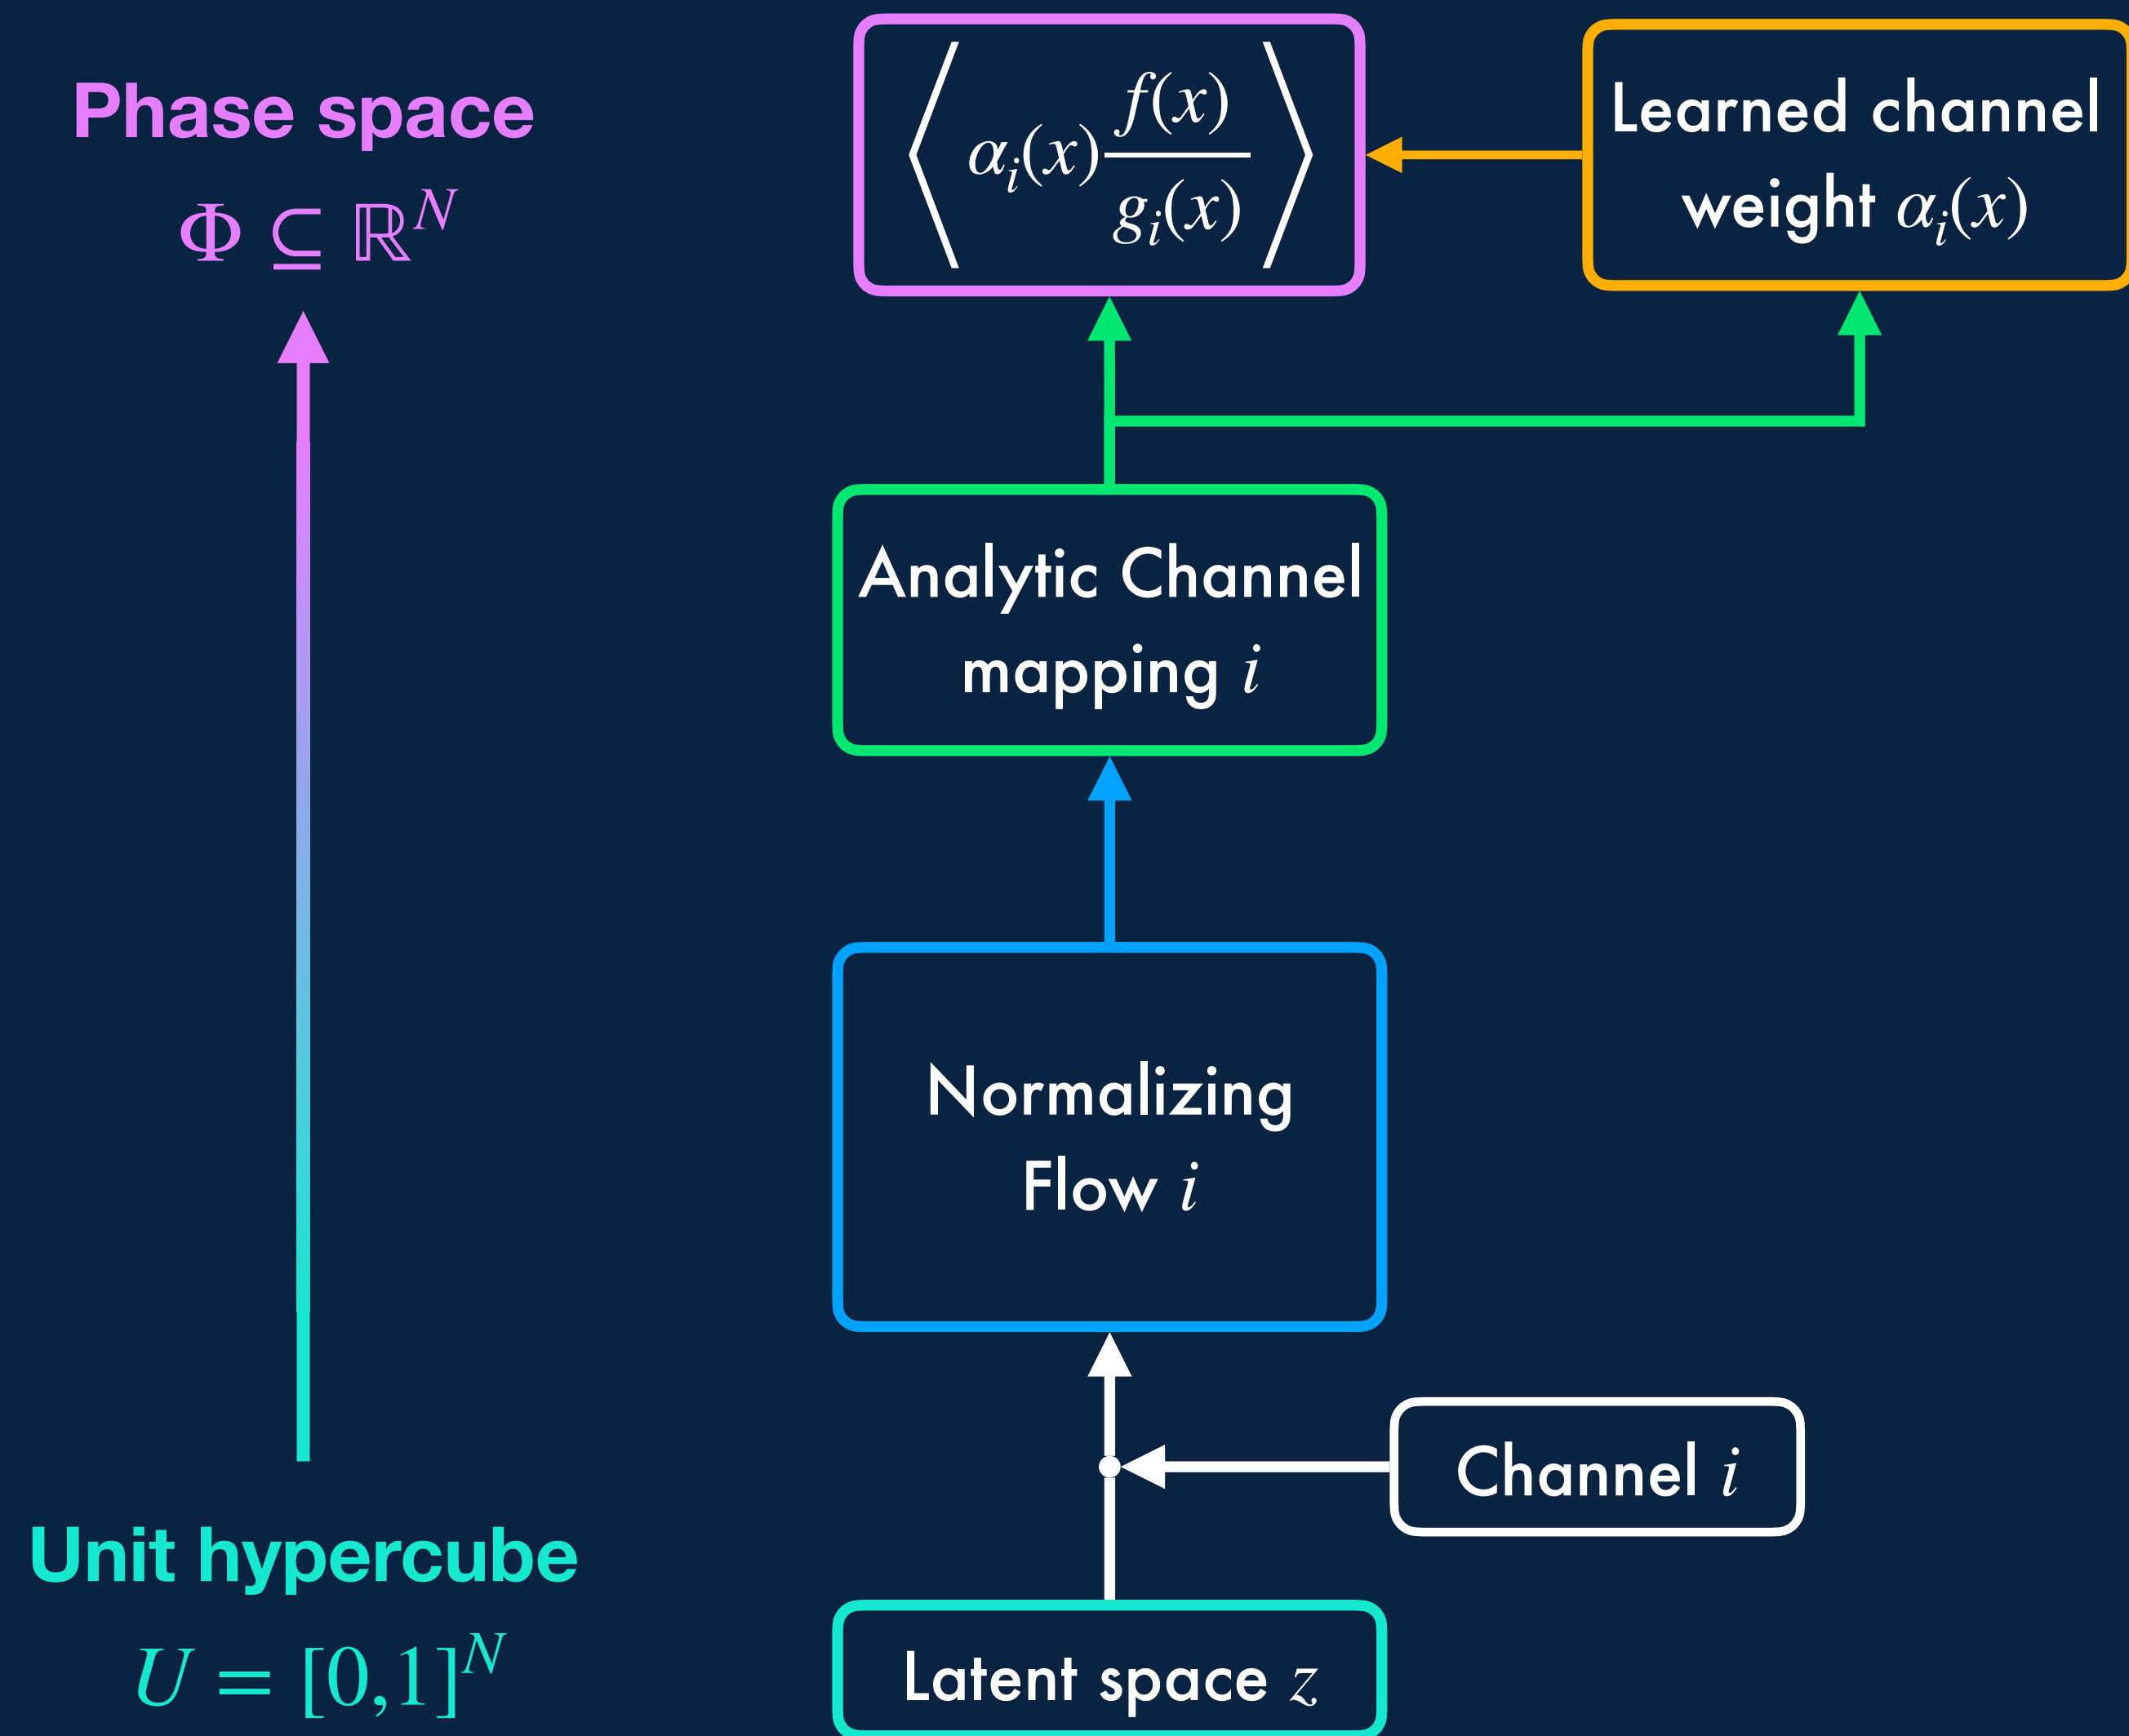 Phase space
Φ ⊆ ℝ^N
⟨α_i(x) f(x)/g_i(x)⟩
Learned channel
weight α_i(x)
Analytic Channel
mapping i
Normalizing
Flow i
Channel i
Unit hypercube
U = [0,1]^N
Latent space z